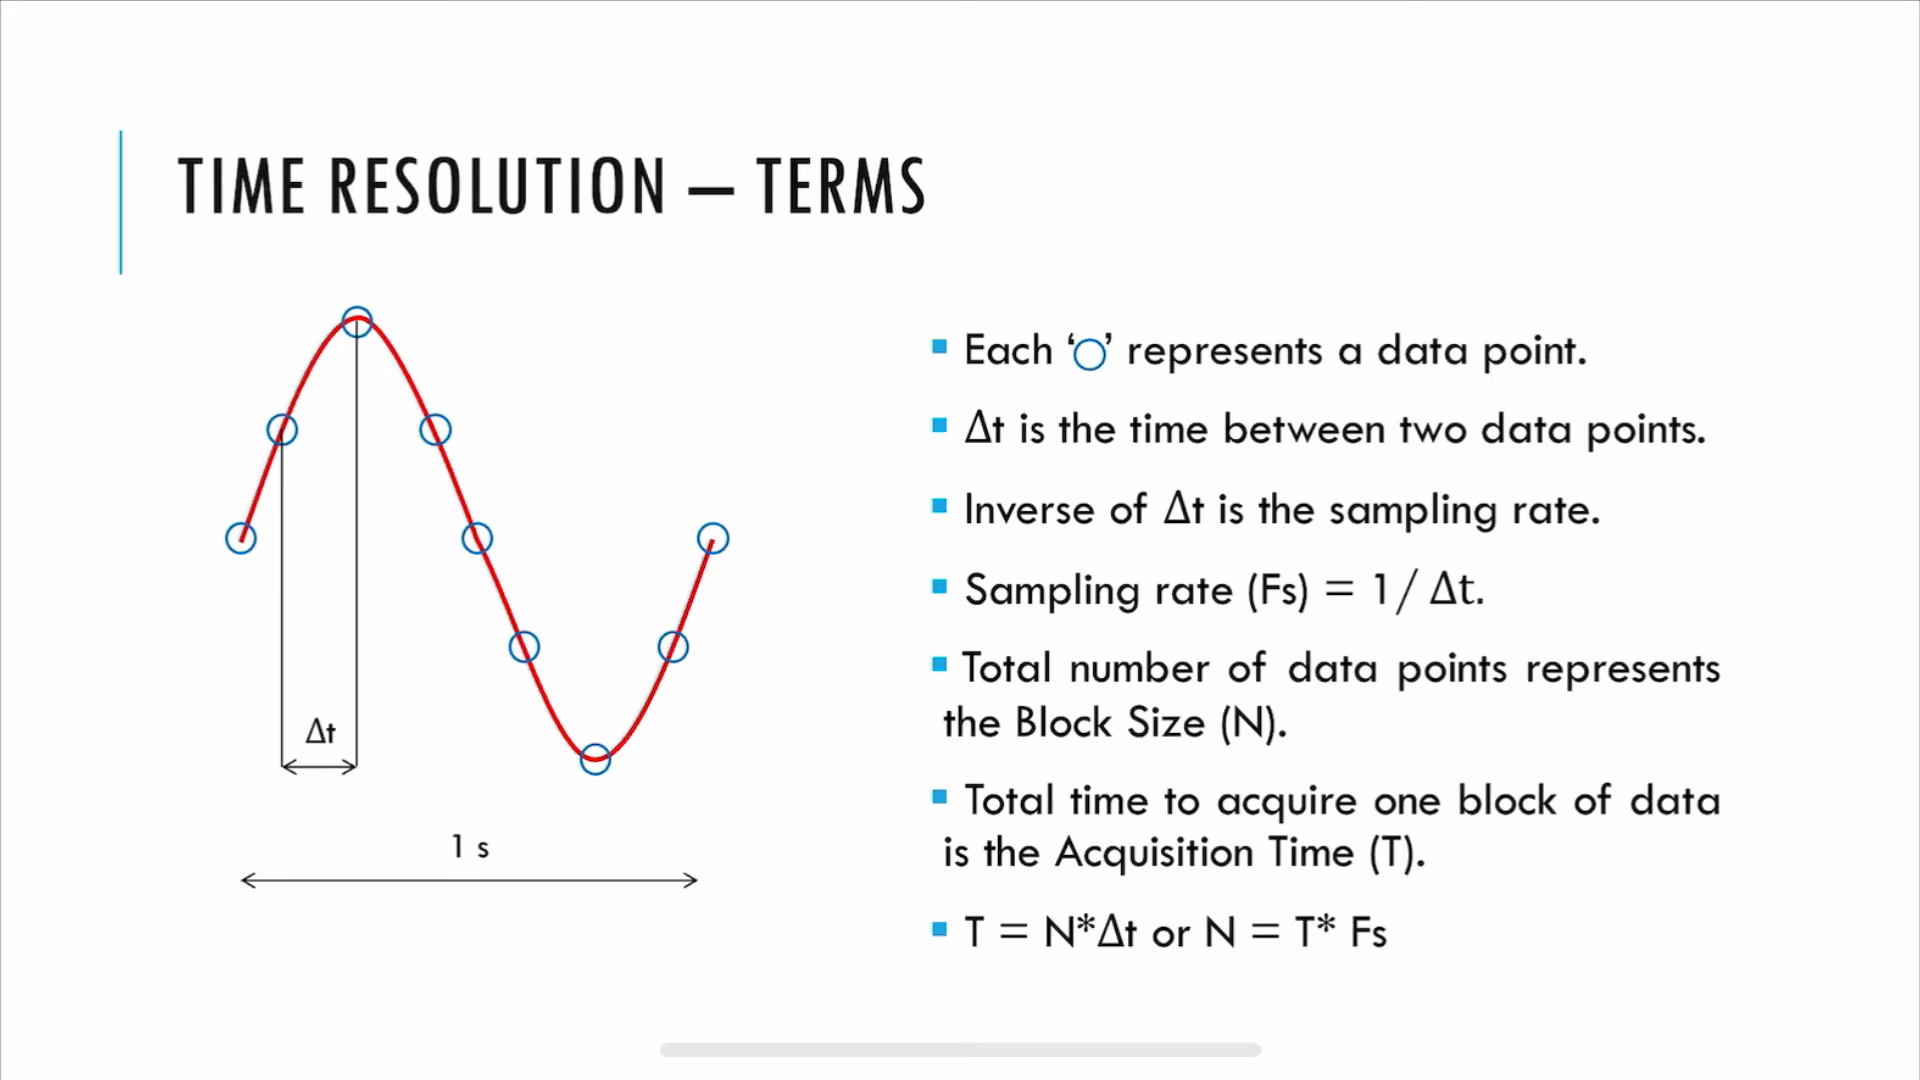 TIME RESOLUTION – TERMS
Δt
1 s
Each ‘○’ represents a data point.
Δt is the time between two data points.
Inverse of Δt is the sampling rate.
Sampling rate (Fs) = 1/ Δt.
Total number of data points represents
the Block Size (N).
Total time to acquire one block of data
is the Acquisition Time (T).
T = N*Δt or N = T* Fs